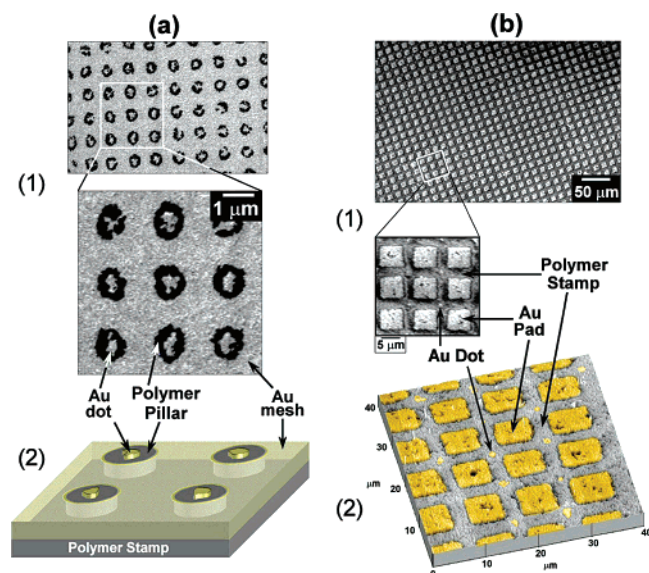 (a)
(b)
(1)
1 μm
50 μm
(1)
Polymer
Stamp
Au
Pad
5 μm
Au Dot
Au
dot
Polymer
Pillar
Au
mesh
(2)
Polymer Stamp
40
30
μm
20
10
(2)
0
10
20
μm
30
40